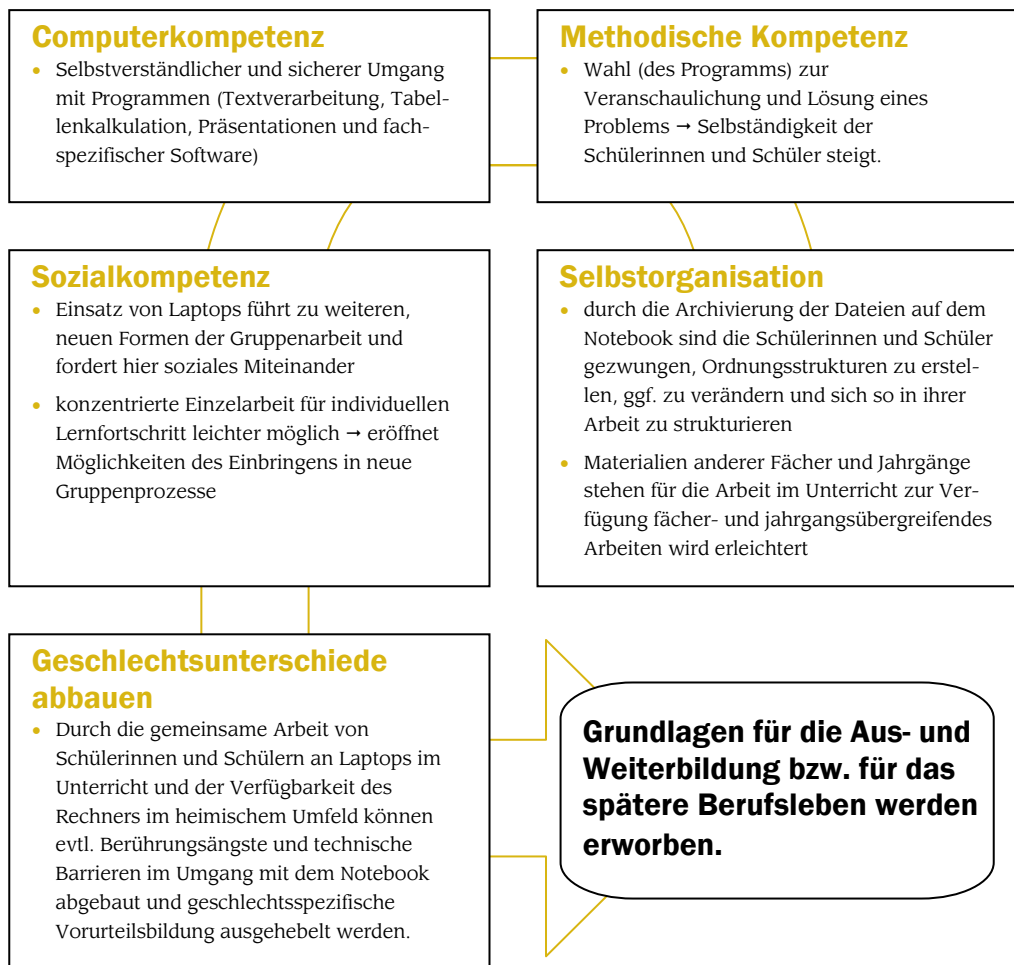 Computerkompetenz
• Selbstverständlicher und sicherer Umgang
mit Programmen (Textverarbeitung, Tabel-
lenkalkulation, Präsentationen und fach-
spezifischer Software)
Methodische Kompetenz
• Wahl (des Programms) zur
Veranschaulichung und Lösung eines
Problems → Selbständigkeit der
Schülerinnen und Schüler steigt.
Sozialkompetenz
• Einsatz von Laptops führt zu weiteren,
neuen Formen der Gruppenarbeit und
fordert hier soziales Miteinander
• konzentrierte Einzelarbeit für individuellen
Lernfortschritt leichter möglich → eröffnet
Möglichkeiten des Einbringens in neue
Gruppenprozesse
Selbstorganisation
• durch die Archivierung der Dateien auf dem
Notebook sind die Schülerinnen und Schüler
gezwungen, Ordnungsstrukturen zu erstel-
len, ggf. zu verändern und sich so in ihrer
Arbeit zu strukturieren
• Materialien anderer Fächer und Jahrgänge
stehen für die Arbeit im Unterricht zur Ver-
fügung fächer- und jahrgangsübergreifendes
Arbeiten wird erleichtert
Geschlechtsunterschiede
abbauen
• Durch die gemeinsame Arbeit von
Schülerinnen und Schülern an Laptops im
Unterricht und der Verfügbarkeit des
Rechners im heimischem Umfeld können
evtl. Berührungsängste und technische
Barrieren im Umgang mit dem Notebook
abgebaut und geschlechtsspezifische
Vorurteilsbildung ausgehebelt werden.
Grundlagen für die Aus- und
Weiterbildung bzw. für das
spätere Berufsleben werden
erworben.